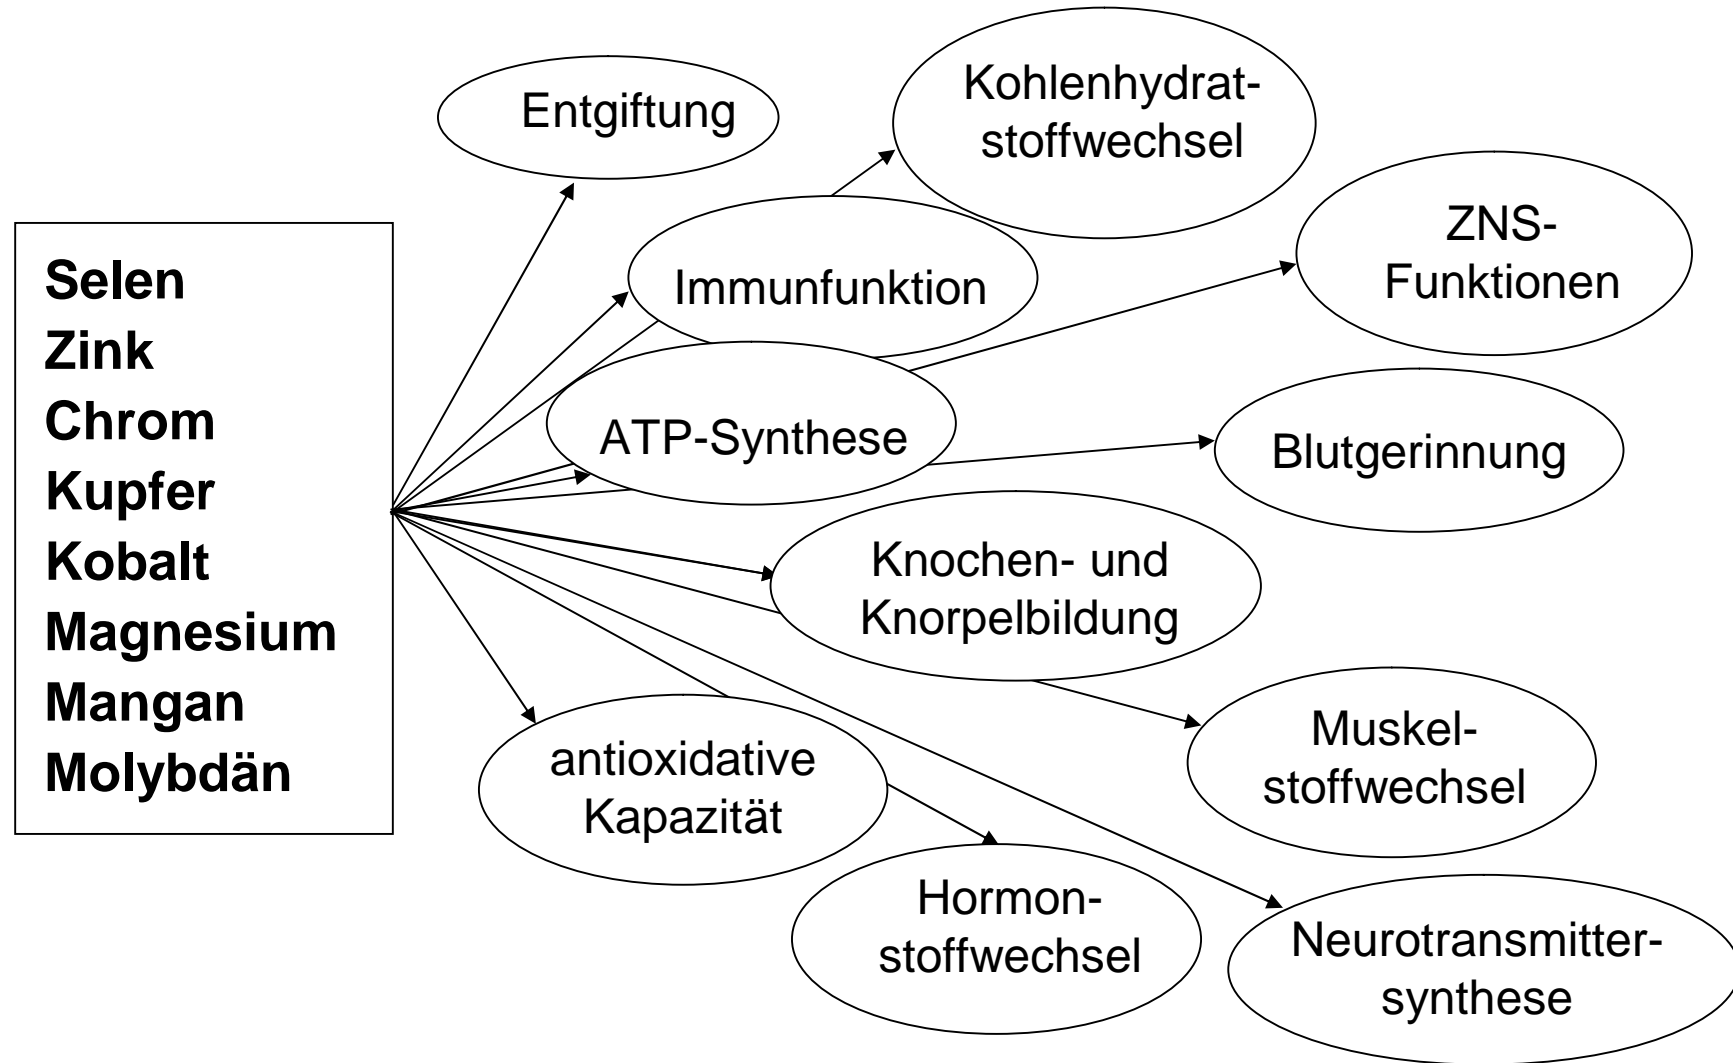 Selen
Zink
Chrom
Kupfer
Kobalt
Magnesium
Mangan
Molybdän
Entgiftung
Kohlenhydrat-
stoffwechsel
Immunfunktion
ZNS-
Funktionen
ATP-Synthese
Blutgerinnung
Knochen- und
Knorpelbildung
antioxidative
Kapazität
Muskel-
stoffwechsel
Hormon-
stoffwechsel
Neurotransmitter-
synthese